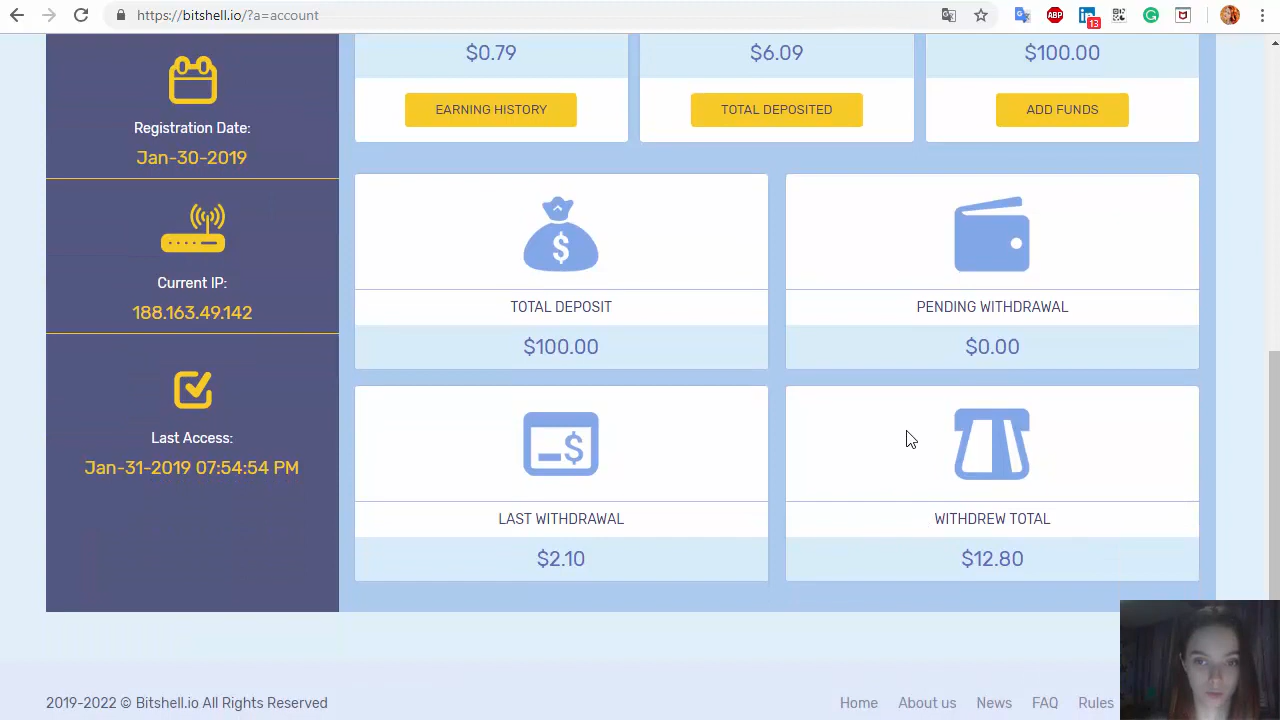 https://bitshell.io/?a=account
ABP
13
$0.79
$6.09
$100.00
EARNING HISTORY
TOTAL DEPOSITED
ADD FUNDS
Registration Date:
Jan-30-2019
Current IP:
188.163.49.142
Last Access:
Jan-31-2019 07:54:54 PM
$
TOTAL DEPOSIT
$100.00
PENDING WITHDRAWAL
$0.00
$
LAST WITHDRAWAL
$2.10
WITHDREW TOTAL
$12.80
2019-2022 © Bitshell.io All Rights Reserved
Home
About us
News
FAQ
Rules